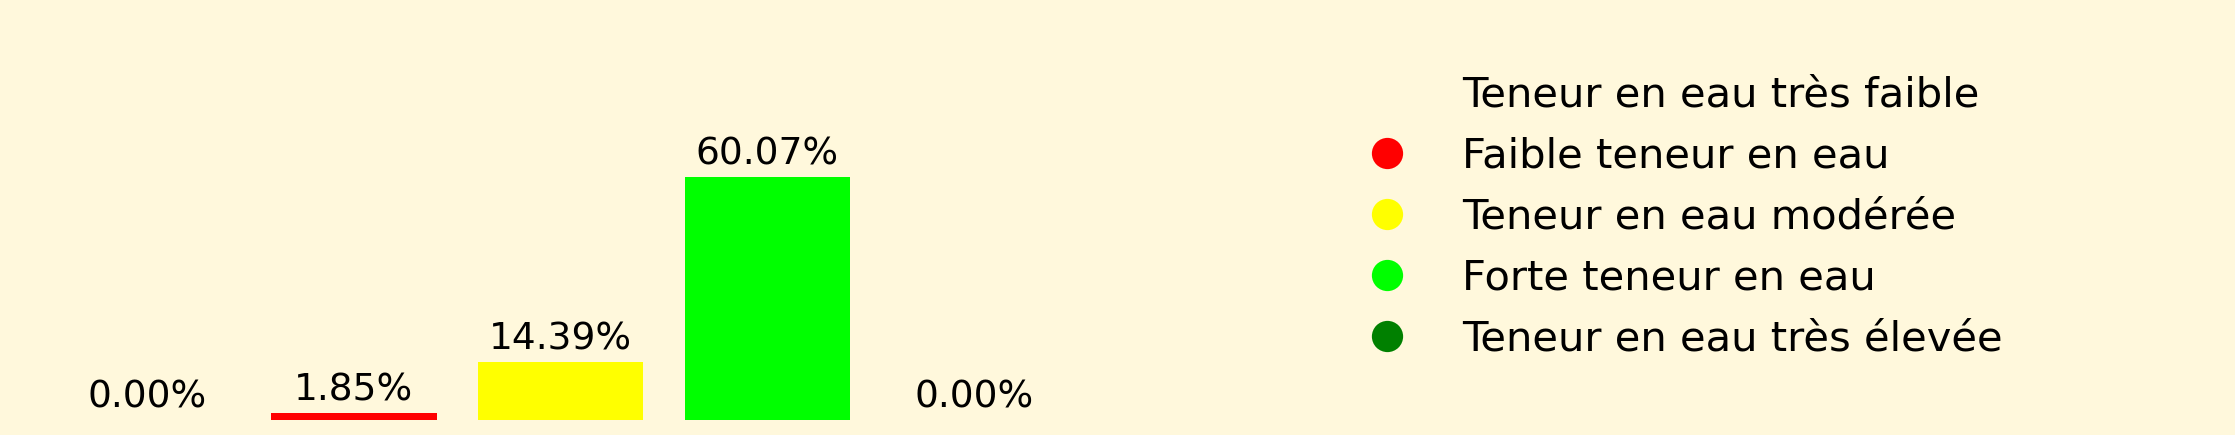 0.00%
1.85%
14.39%
60.07%
0.00%
Teneur en eau très faible
Faible teneur en eau
Teneur en eau modérée
Forte teneur en eau
Teneur en eau très élevée